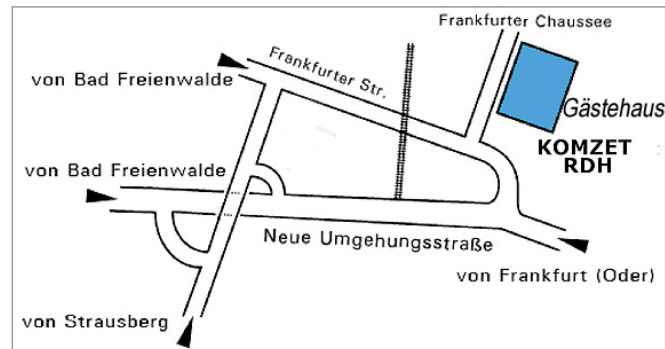 Frankfurter Chaussee
Frankfurter Str.
von Bad Freienwalde
Gästehaus
KOMZET
RDH
von Bad Freienwalde
Neue Umgehungsstraße
von Frankfurt (Oder)
von Strausberg